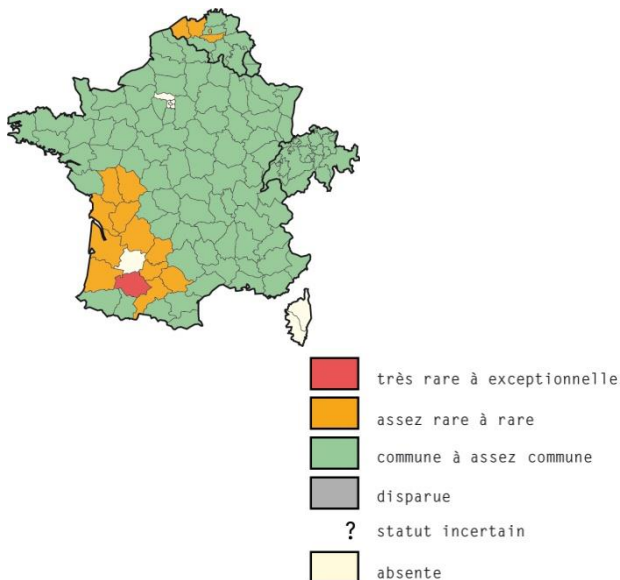 très rare à exceptionnelle
assez rare à rare
commune à assez commune
disparue
? statut incertain
absente